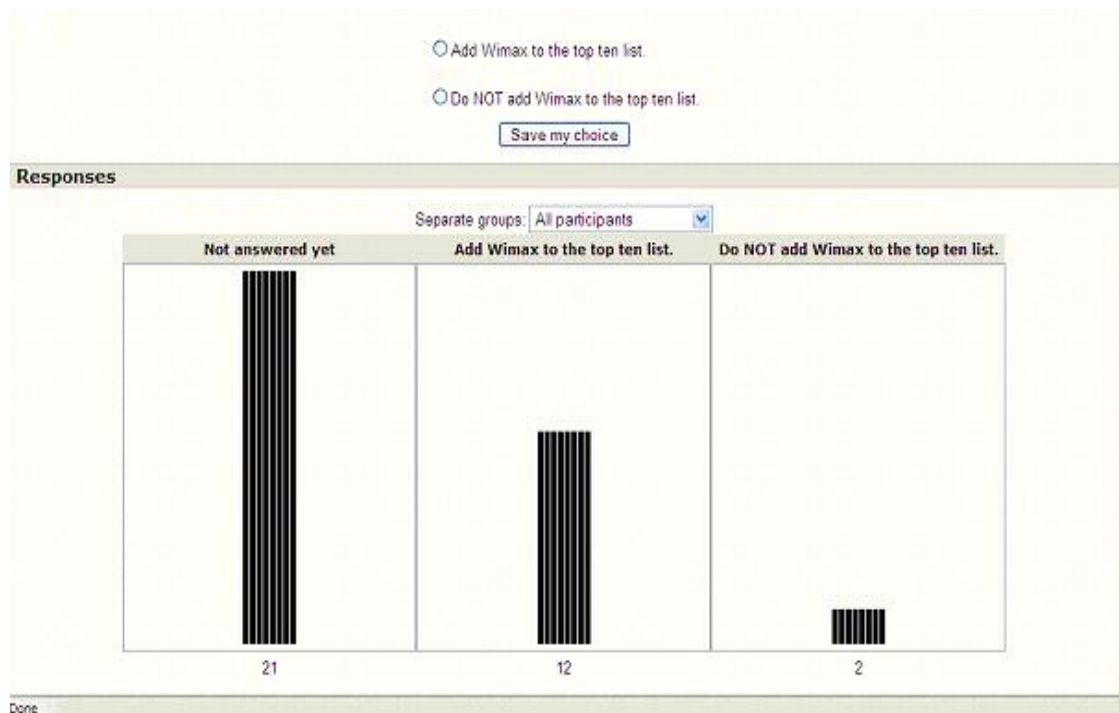 Add Wimax to the top ten list.
Do NOT add Wimax to the top ten list.
Save my choice
Responses
Separate groups: All participants
Not answered yet Add Wimax to the top ten list. Do NOT add Wimax to the top ten list.
21 12 2
Done